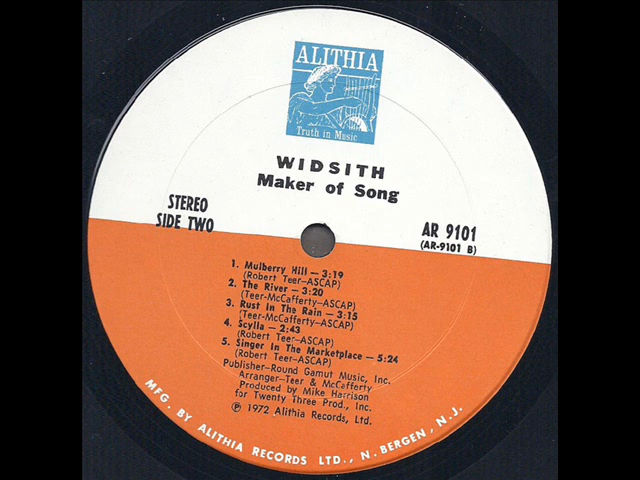 ALITHIA
Truth in Music
WIDSITH
Maker of Song
STEREO
SIDE TWO
AR 9101
(AR-9101 B)
1. Mulberry Hill — 3:19
(Robert Teer—ASCAP)
2. The River — 3:20
(Teer-McCafferty—ASCAP)
3. Rust In The Rain — 3:15
(Teer-McCafferty—ASCAP)
4. Scylla — 2:43
(Robert Teer—ASCAP)
5. Singer In The Marketplace — 5:24
(Robert Teer—ASCAP)
Publisher—Round Gamut Music, Inc.
Arranger—Teer & McCafferty
Produced by Mike Harrison
for Twenty Three Prod., Inc.
℗ 1972 Alithia Records, Ltd.
MFG. BY ALITHIA RECORDS LTD., N. BERGEN, N.J.